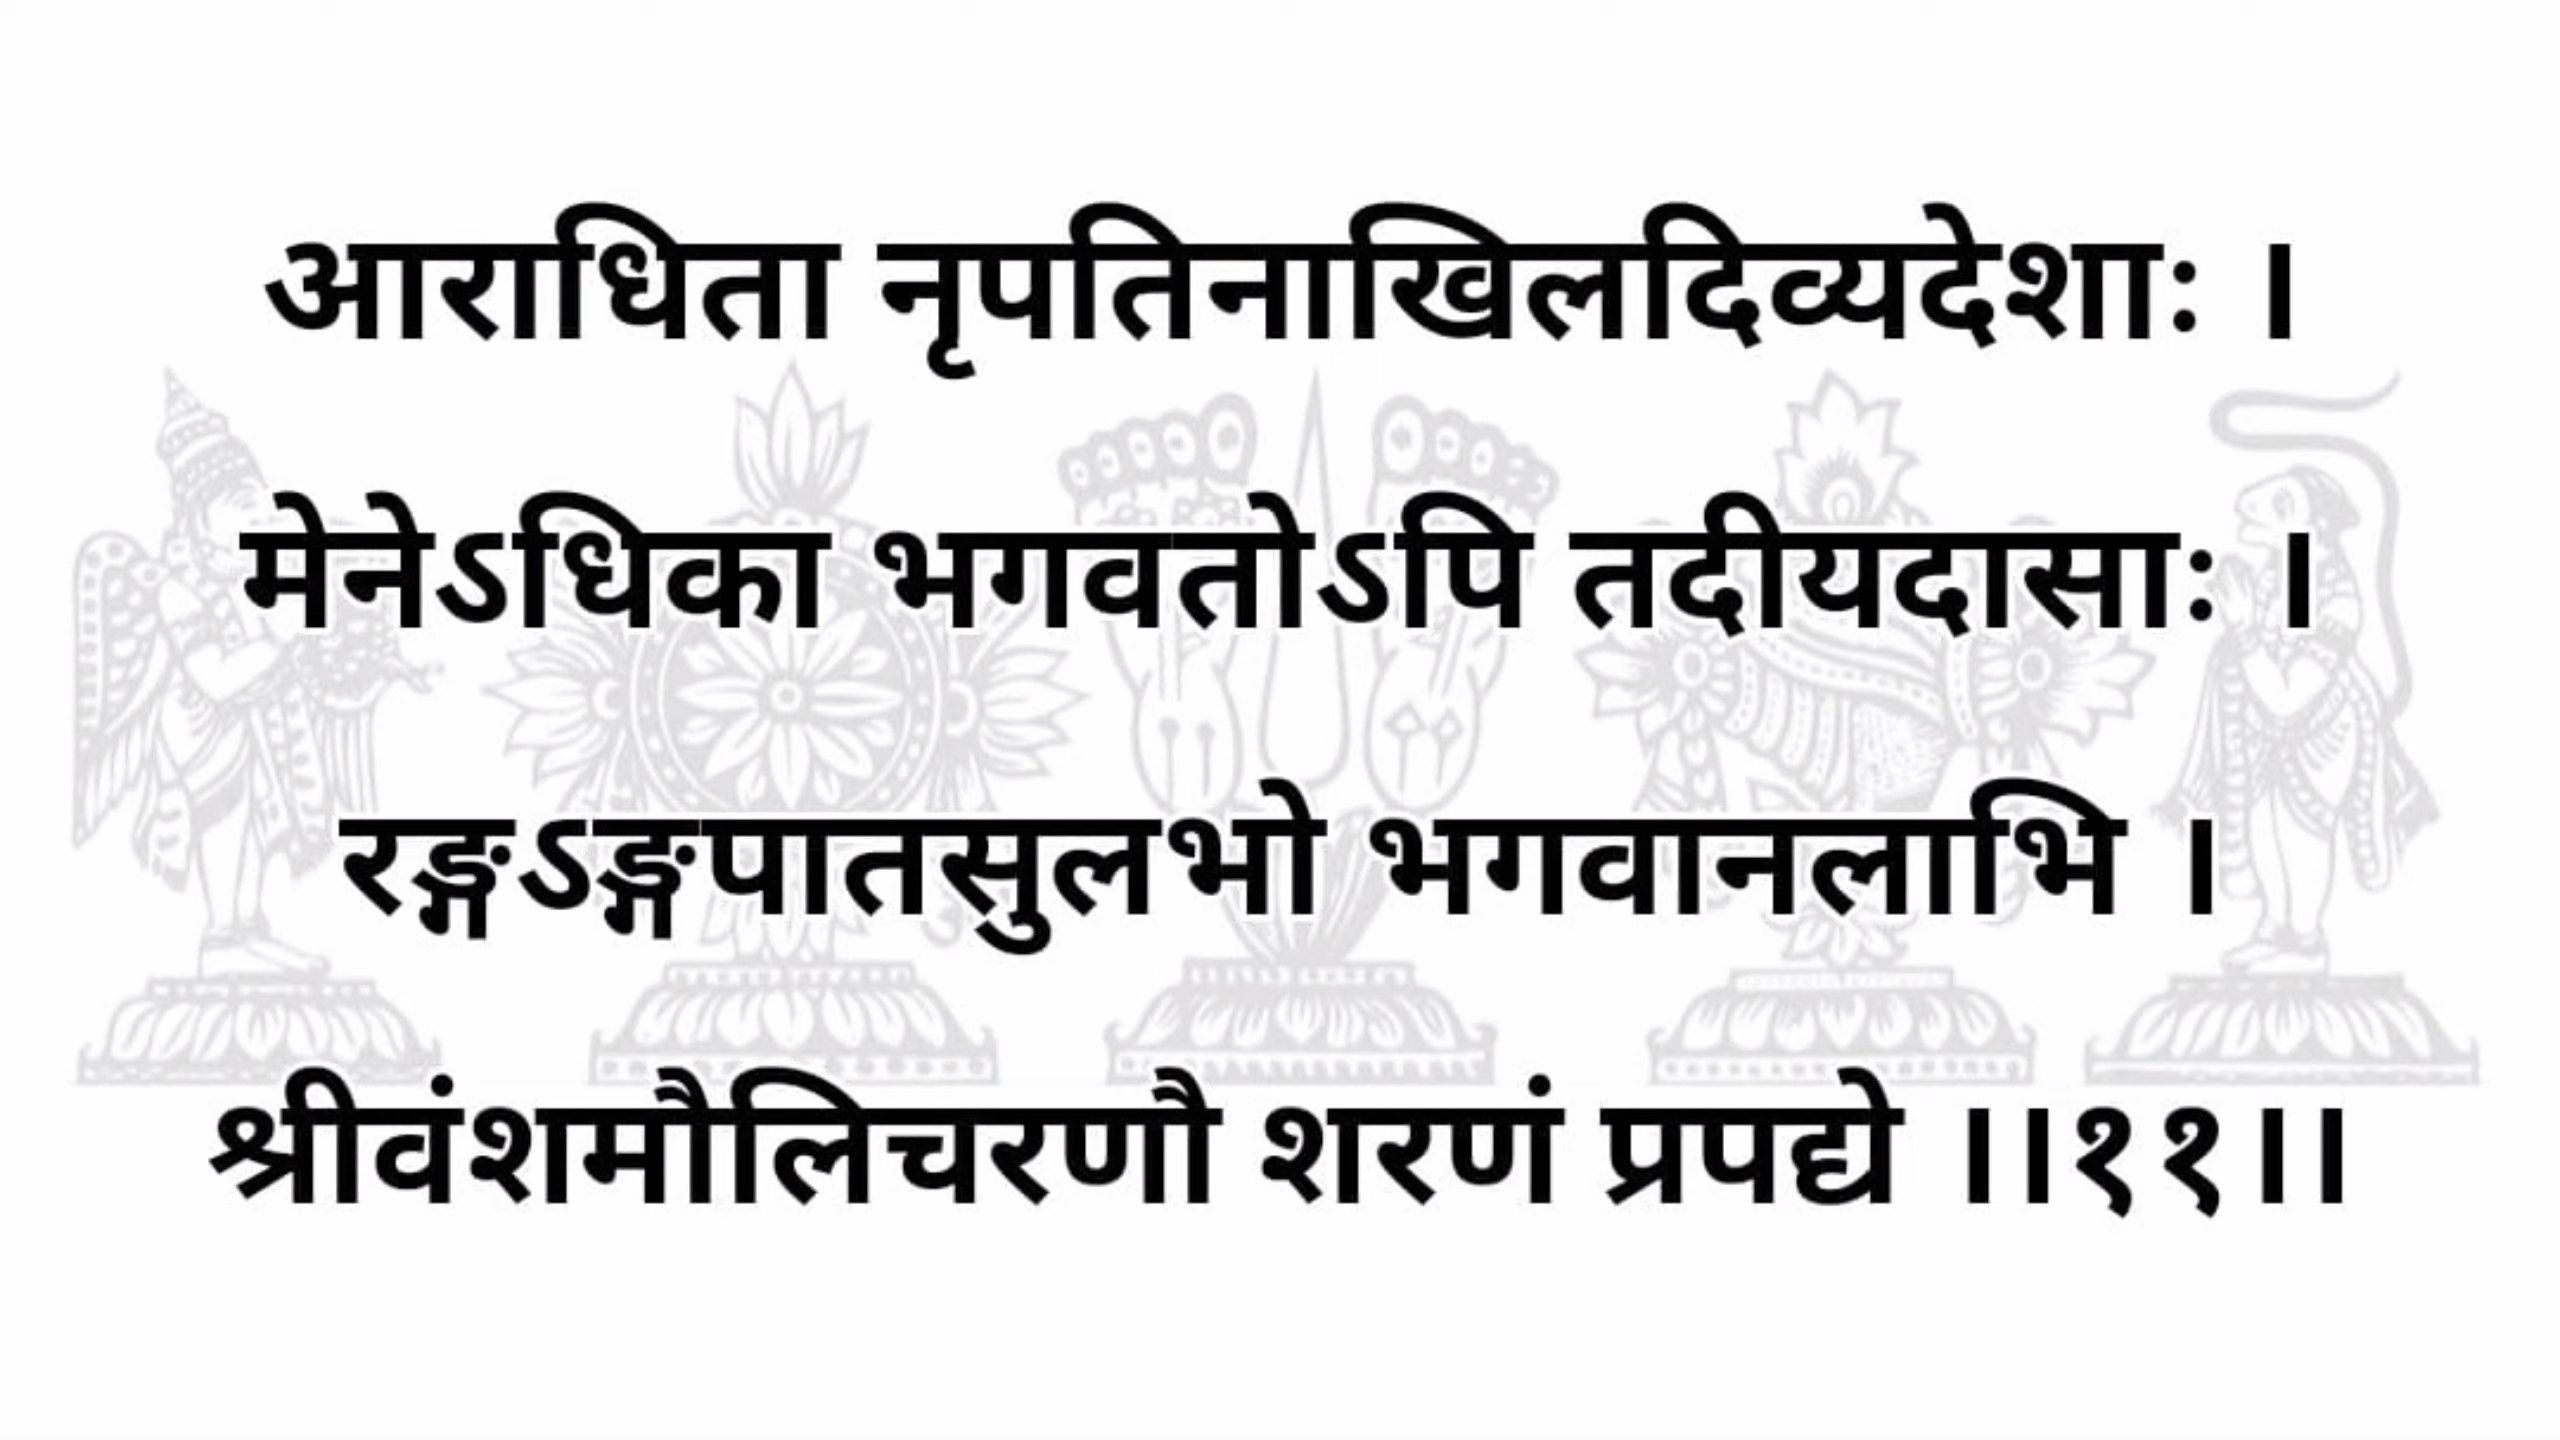 आराधिता नृपतिनाखिलदिव्यदेशाः ।
मेनेऽधिका भगवतोऽपि तदीयदासाः ।
रङ्गऽङ्गपातसुलभो भगवानलाभि ।
श्रीवंशमौलिचरणौ शरणं प्रपद्ये ।।११।।